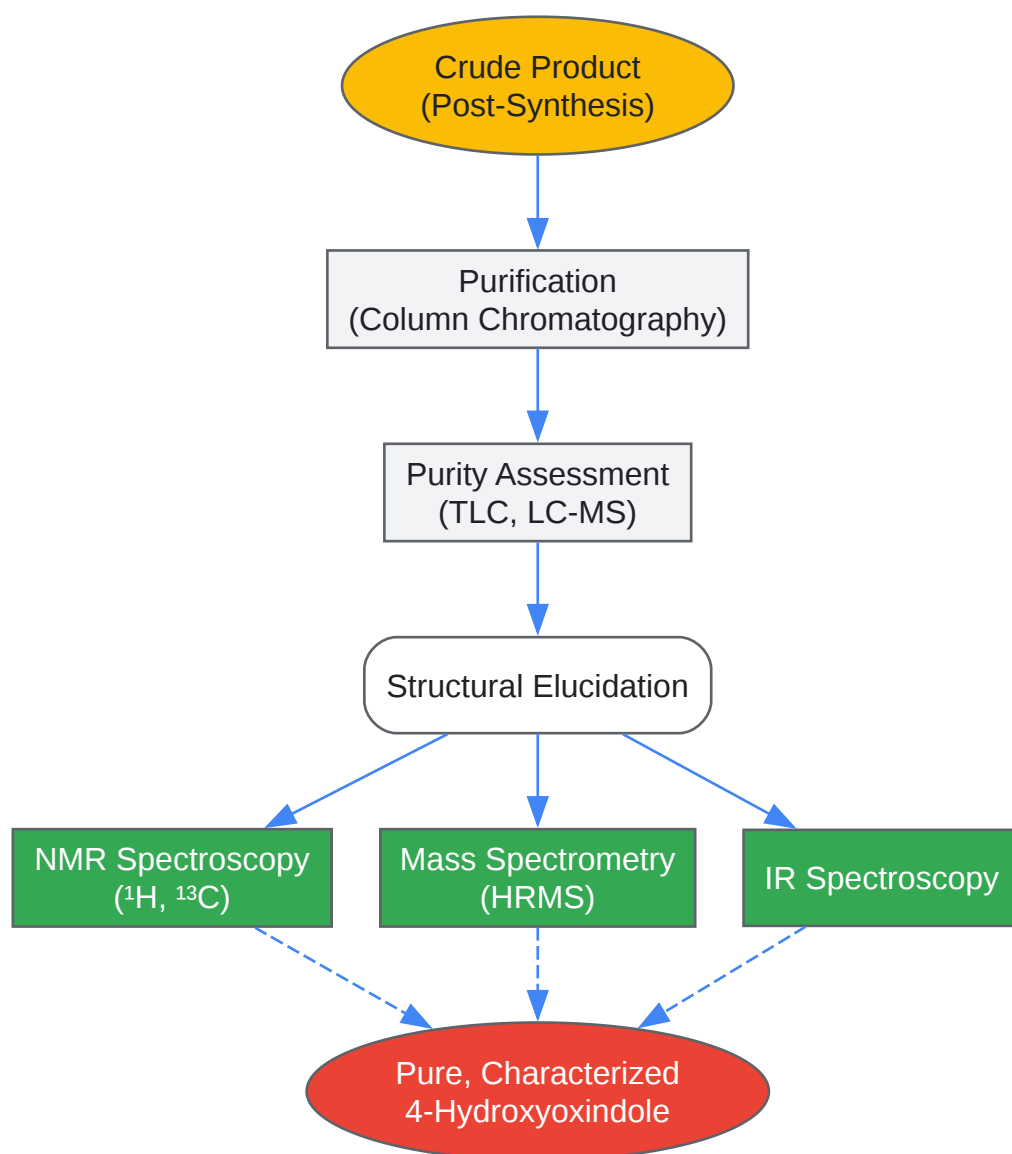 Crude Product
(Post-Synthesis)
Purification
(Column Chromatography)
Purity Assessment
(TLC, LC-MS)
Structural Elucidation
NMR Spectroscopy
(¹H, ¹³C)
Mass Spectrometry
(HRMS)
IR Spectroscopy
Pure, Characterized
4-Hydroxyoxindole